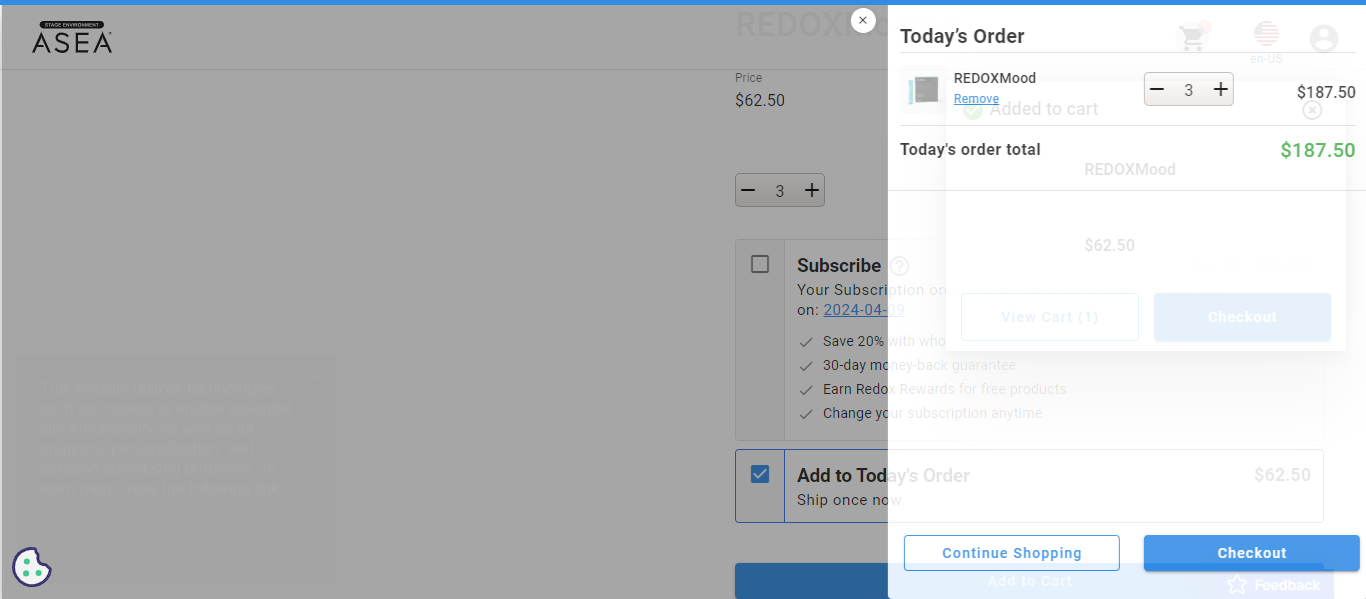 STAGE ENVIRONMENT
ASEA
REDOXMo
Price
$62.50
3
Subscribe
Your Subscription or
on: 2024-04-09
Save 20% with who
30-day money-back guarantee
Earn Redox Rewards for free products
Change your subscription anytime
Add to Today's Order
$62.50
Ship once now
Add to Cart
Today’s Order
en-US
REDOXMood
Remove
3
$187.50
Added to cart
Today's order total
$187.50
REDOXMood
$62.50
View Cart (1)
Checkout
Continue Shopping
Checkout
Feedback